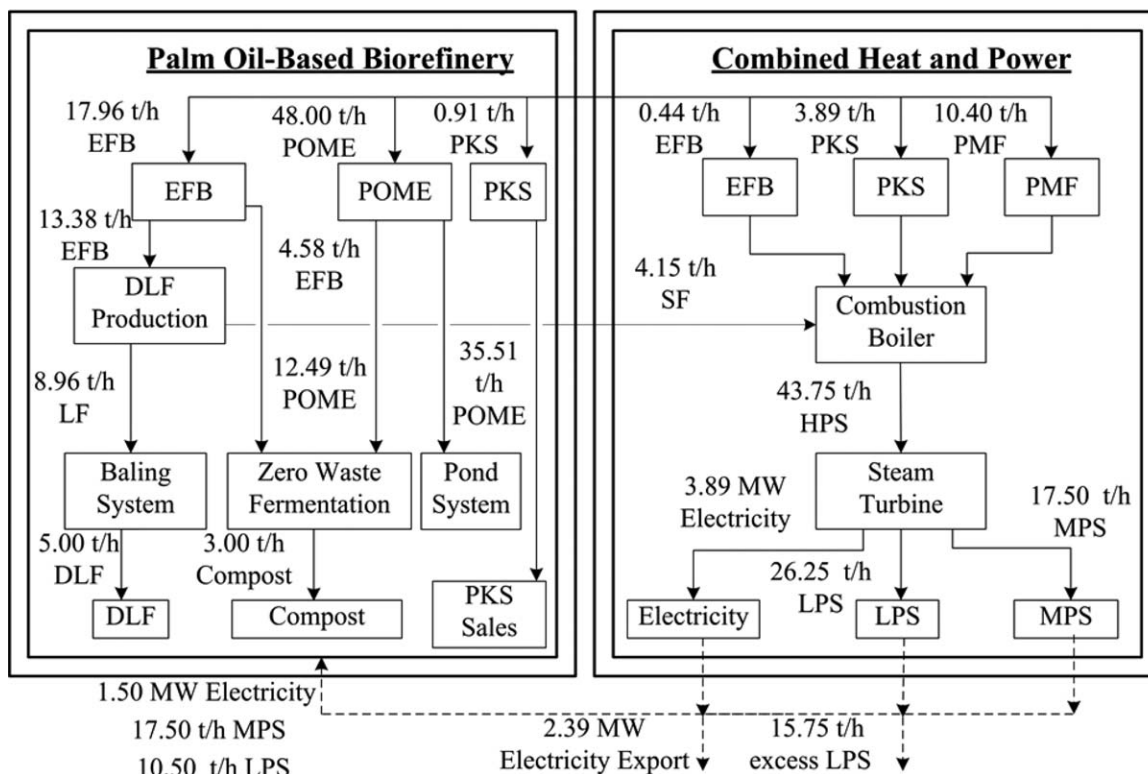 Palm Oil-Based Biorefinery
17.96 t/h
EFB
48.00 t/h
POME
0.91 t/h
PKS
EFB
POME
PKS
13.38 t/h
EFB
4.58 t/h
EFB
DLF
Production
4.15 t/h
SF
8.96 t/h
LF
12.49 t/h
POME
35.51
t/h
POME
Baling
System
Zero Waste
Fermentation
Pond
System
5.00 t/h
DLF
3.00 t/h
Compost
DLF
Compost
PKS
Sales
Combined Heat and Power
0.44 t/h
EFB
3.89 t/h
PKS
10.40 t/h
PMF
EFB
PKS
PMF
Combustion
Boiler
43.75 t/h
HPS
Steam
Turbine
3.89 MW
Electricity
26.25 t/h
LPS
17.50 t/h
MPS
Electricity
LPS
MPS
1.50 MW Electricity
17.50 t/h MPS
10.50 t/h LPS
2.39 MW
Electricity Export
15.75 t/h
excess LPS